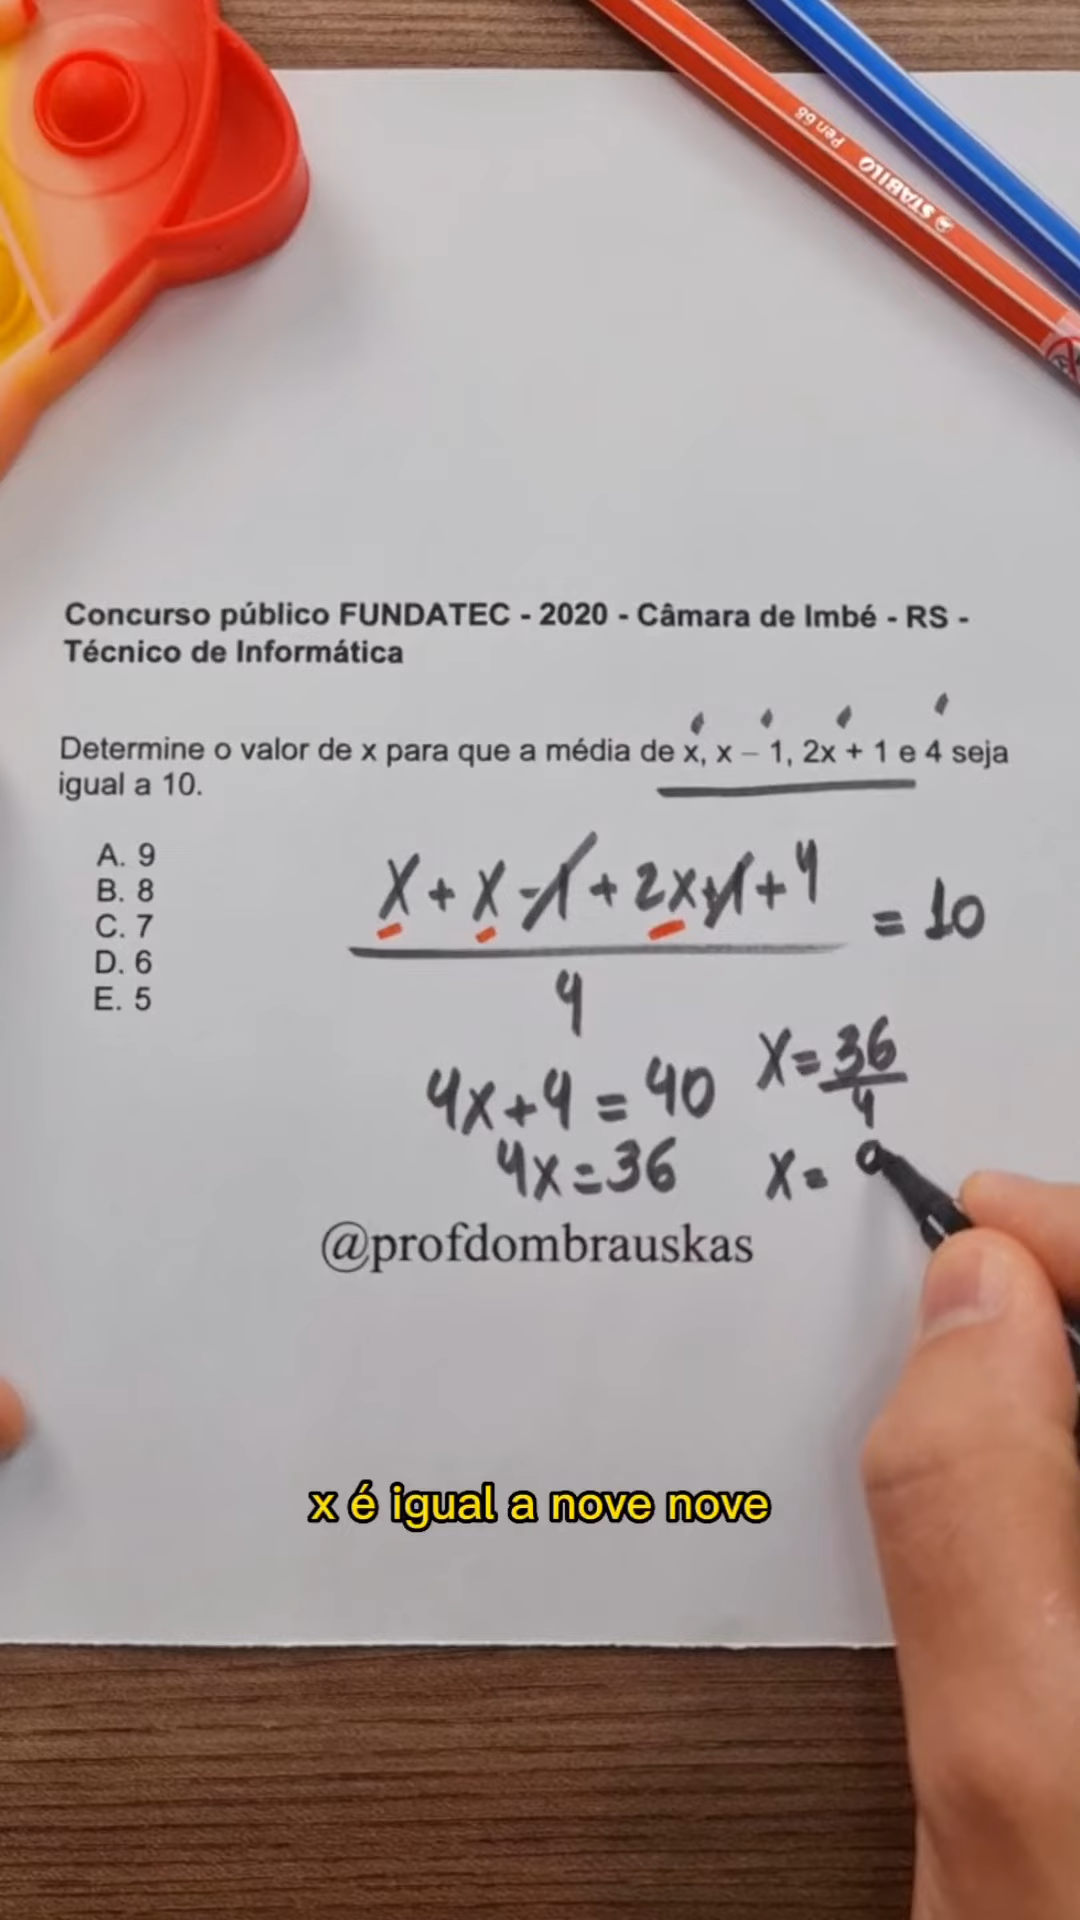 STABILO Pen 68
Concurso público FUNDATEC - 2020 - Câmara de Imbé - RS -
Técnico de Informática
Determine o valor de x para que a média de x, x – 1, 2x + 1 e 4 seja
igual a 10.
A. 9
B. 8
C. 7
D. 6
E. 5
x + x - 1 + 2x + 1 + 4 = 10
4
4x + 4 = 40
x = 36
4
4x = 36
x =
@profdombrauskas
x é igual a nove nove